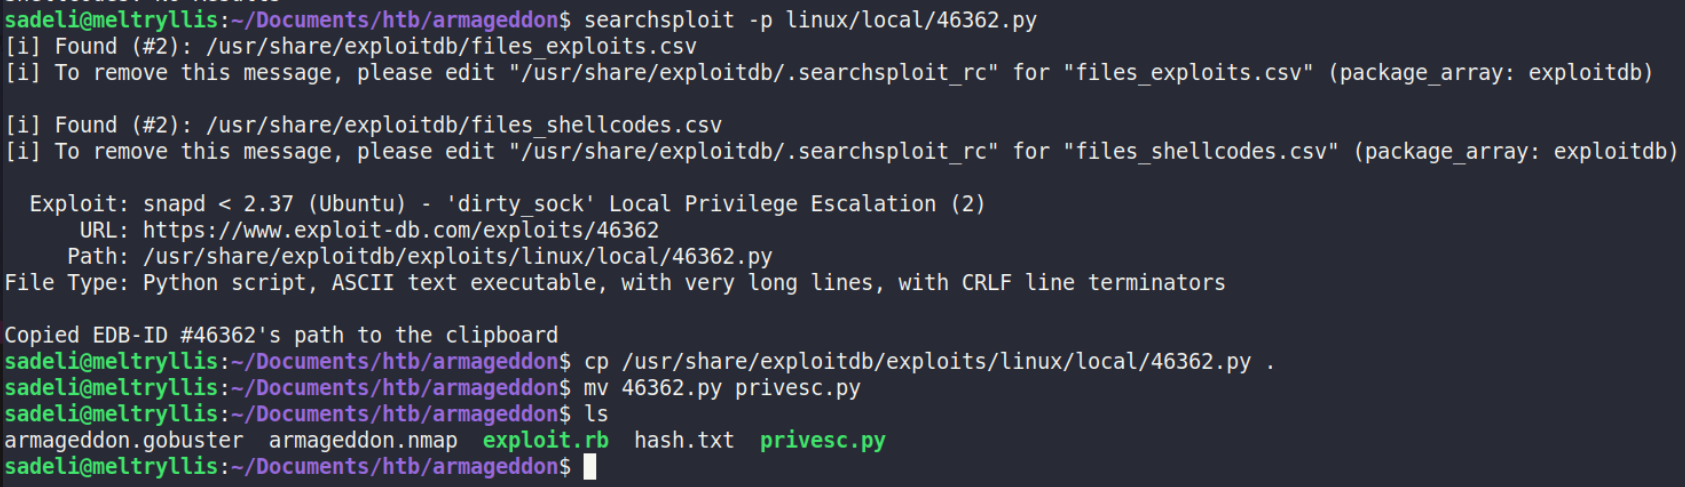 sadeli@meltryllis:~/Documents/htb/armageddon$ searchsploit -p linux/local/46362.py
[i] Found (#2): /usr/share/exploitdb/files_exploits.csv
[i] To remove this message, please edit "/usr/share/exploitdb/.searchsploit_rc" for "files_exploits.csv" (package_array: exploitdb)
[i] Found (#2): /usr/share/exploitdb/files_shellcodes.csv
[i] To remove this message, please edit "/usr/share/exploitdb/.searchsploit_rc" for "files_shellcodes.csv" (package_array: exploitdb)
Exploit: snapd < 2.37 (Ubuntu) - 'dirty_sock' Local Privilege Escalation (2)
URL: https://www.exploit-db.com/exploits/46362
Path: /usr/share/exploitdb/exploits/linux/local/46362.py
File Type: Python script, ASCII text executable, with very long lines, with CRLF line terminators
Copied EDB-ID #46362's path to the clipboard
sadeli@meltryllis:~/Documents/htb/armageddon$ cp /usr/share/exploitdb/exploits/linux/local/46362.py .
sadeli@meltryllis:~/Documents/htb/armageddon$ mv 46362.py privesc.py
sadeli@meltryllis:~/Documents/htb/armageddon$ ls
armageddon.gobuster armageddon.nmap exploit.rb hash.txt privesc.py
sadeli@meltryllis:~/Documents/htb/armageddon$